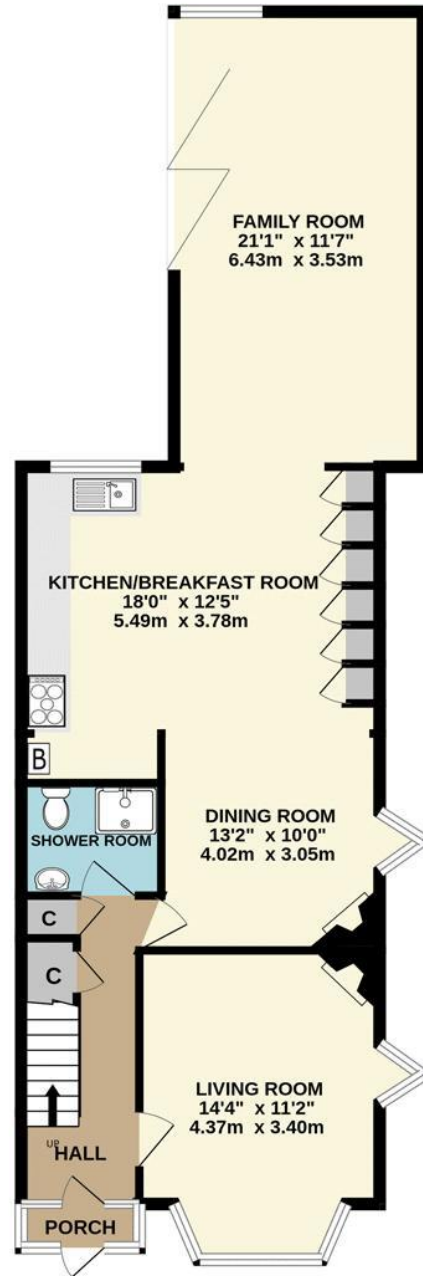 FAMILY ROOM
21'1" x 11'7"
6.43m x 3.53m
KITCHEN/BREAKFAST ROOM
18'0" x 12'5"
5.49m x 3.78m
B
SHOWER ROOM
DINING ROOM
13'2" x 10'0"
4.02m x 3.05m
C
C
LIVING ROOM
14'4" x 11'2"
4.37m x 3.40m
UP
HALL
PORCH